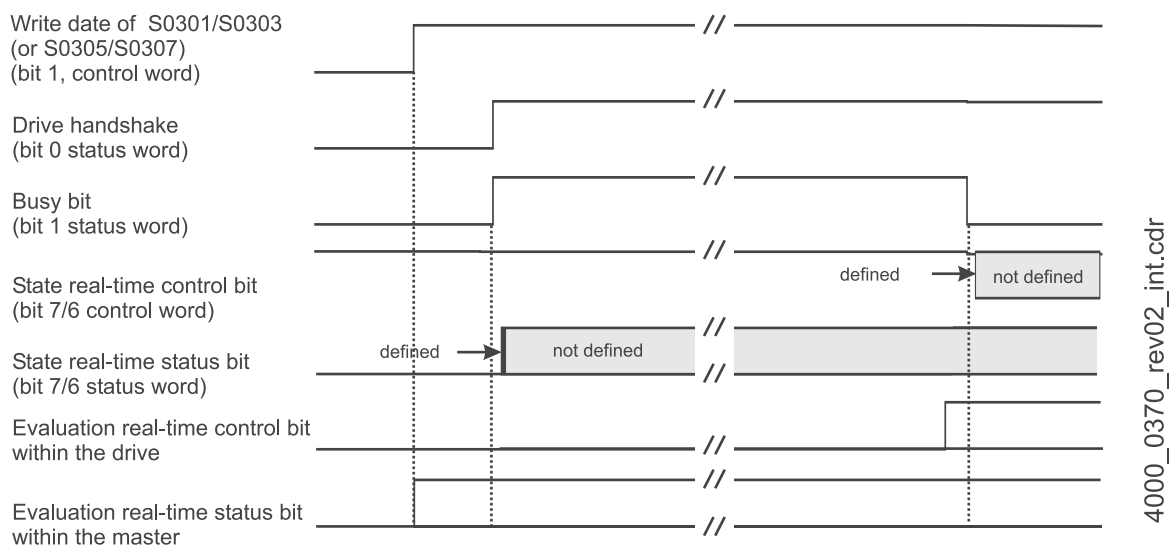 Write date of S0301/S0303
(or S0305/S0307)
(bit 1, control word)
Drive handshake
(bit 0 status word)
Busy bit
(bit 1 status word)
defined
not defined
State real-time control bit
(bit 7/6 control word)
defined
not defined
State real-time status bit
(bit 7/6 status word)
Evaluation real-time control bit
within the drive
Evaluation real-time status bit
within the master
4000_0370_rev02_int.cdr